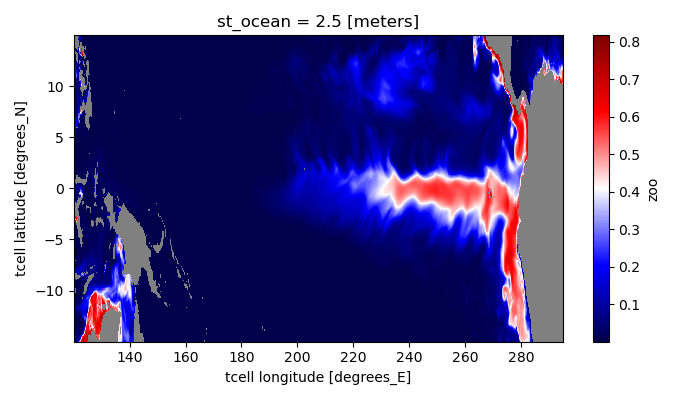 st_ocean = 2.5 [meters]
10
5
0
−5
−10
tcell latitude [degrees_N]
140 160 180 200 220 240 260 280
tcell longitude [degrees_E]
0.8
0.7
0.6
0.5
0.4
0.3
0.2
0.1
zoo